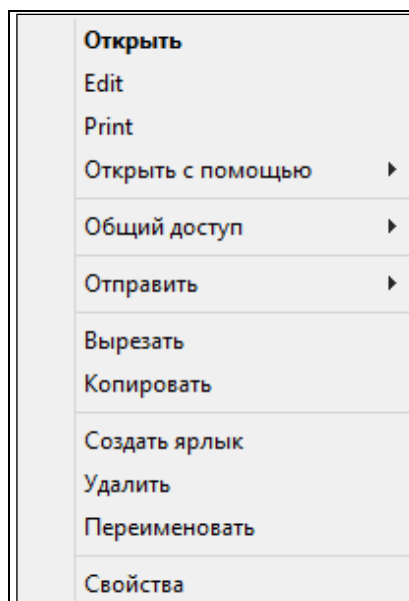 Открыть
Edit
Print
Открыть с помощью
Общий доступ
Отправить
Вырезать
Копировать
Создать ярлык
Удалить
Переименовать
Свойства